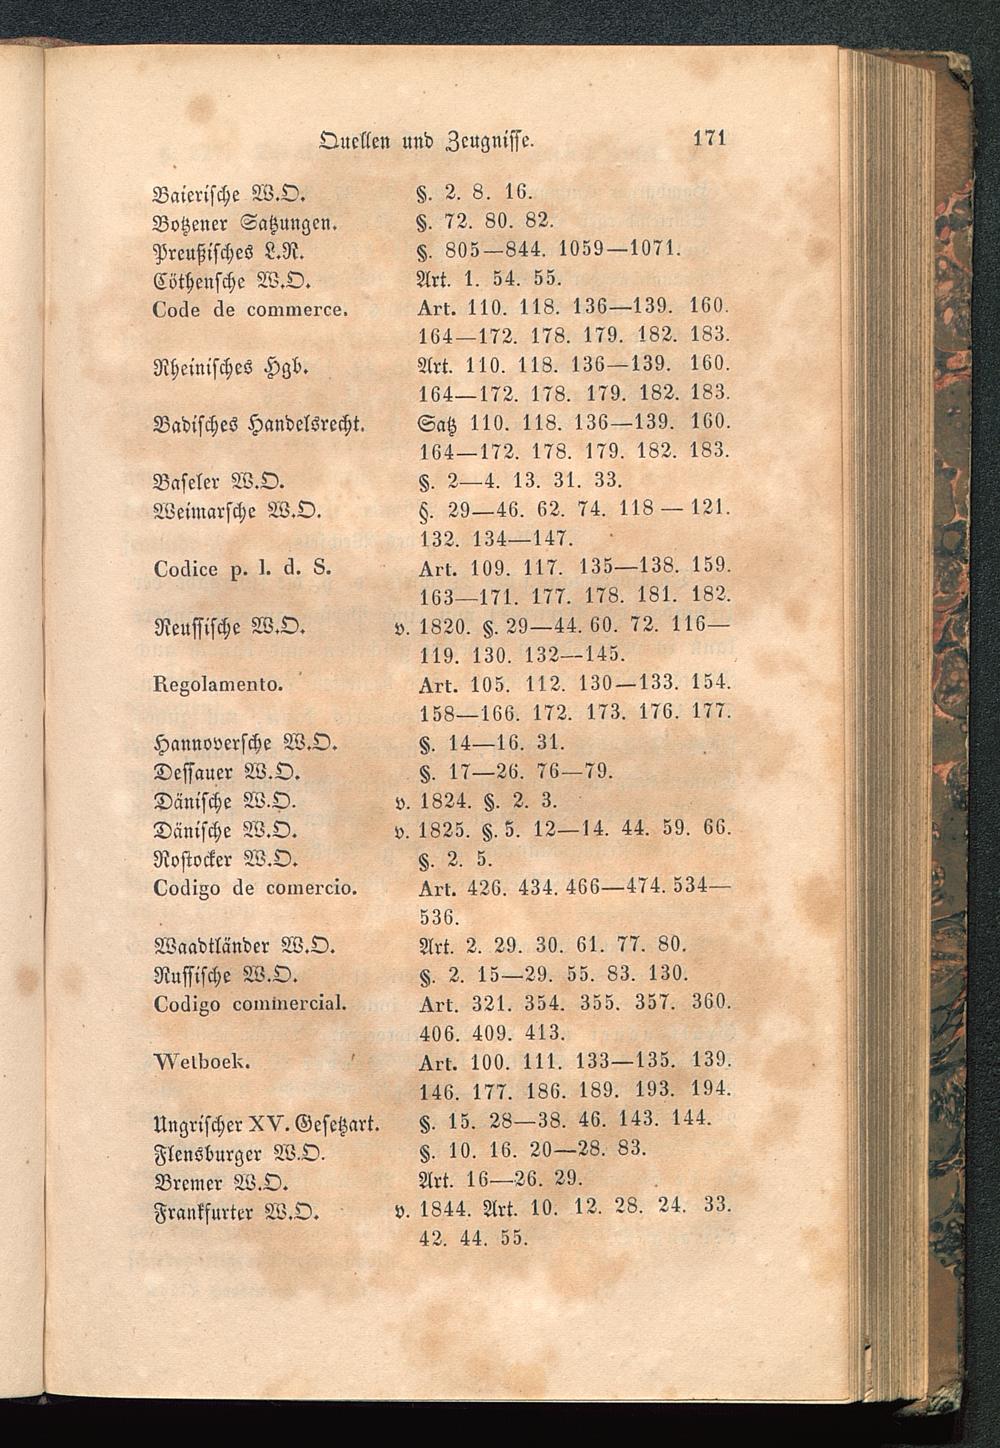 Quellen und Zeugnisse. 171
Baierische W.O. §. 2. 8. 16.
Botzener Satzungen. §. 72. 80. 82.
Preußisches L.R. §. 805—844. 1059—1071.
Cöthensche W.O. Art. 1. 54. 55.
Code de commerce. Art. 110. 118. 136—139. 160.
164—172. 178. 179. 182. 183.
Rheinisches Hgb. Art. 110. 118. 136—139. 160.
164—172. 178. 179. 182. 183.
Badisches Handelsrecht. Satz 110. 118. 136—139. 160.
164—172. 178. 179. 182. 183.
Baseler W.O. §. 2—4. 13. 31. 33.
Weimarsche W.O. §. 29—46. 62. 74. 118 — 121.
132. 134—147.
Codice p. l. d. S. Art. 109. 117. 135—138. 159.
163—171. 177. 178. 181. 182.
Reussische W.O. v. 1820. §. 29—44. 60. 72. 116—
119. 130. 132—145.
Regolamento. Art. 105. 112. 130—133. 154.
158—166. 172. 173. 176. 177.
Hannoversche W.O. §. 14—16. 31.
Dessauer W.O. §. 17—26. 76—79.
Dänische W.O. v. 1824. §. 2. 3.
Dänische W.O. v. 1825. §. 5. 12—14. 44. 59. 66.
Rostocker W.O. §. 2. 5.
Codigo de comercio. Art. 426. 434. 466—474. 534—
536.
Waadtländer W.O. Art. 2. 29. 30. 61. 77. 80.
Russische W.O. §. 2. 15—29. 55. 83. 130.
Codigo commercial. Art. 321. 354. 355. 357. 360.
406. 409. 413.
Wetboek. Art. 100. 111. 133—135. 139.
146. 177. 186. 189. 193. 194.
Ungrischer XV. Gesetzart. §. 15. 28—38. 46. 143. 144.
Flensburger W.O. §. 10. 16. 20—28. 83.
Bremer W.O. Art. 16—26. 29.
Frankfurter W.O. v. 1844. Art. 10. 12. 28. 24. 33.
42. 44. 55.